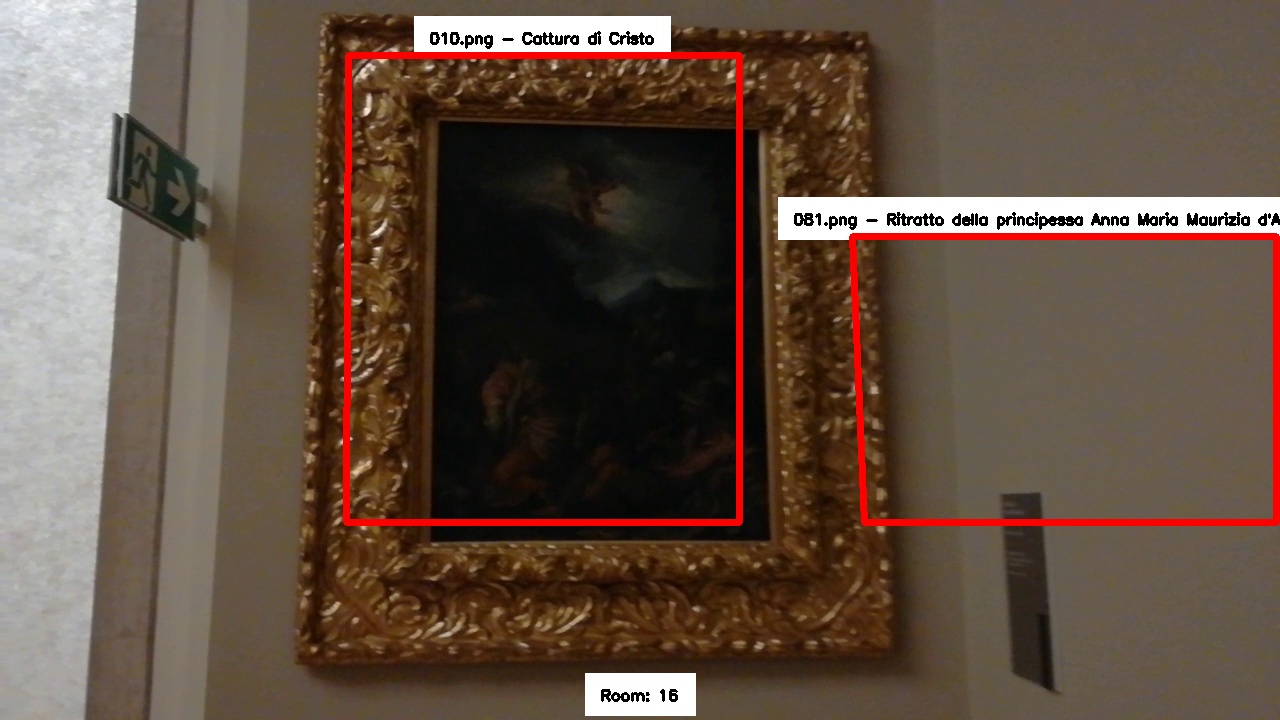 010.png - Cattura di Cristo
081.png - Ritratto della principessa Anna Maria Maurizia d'A
Room: 16